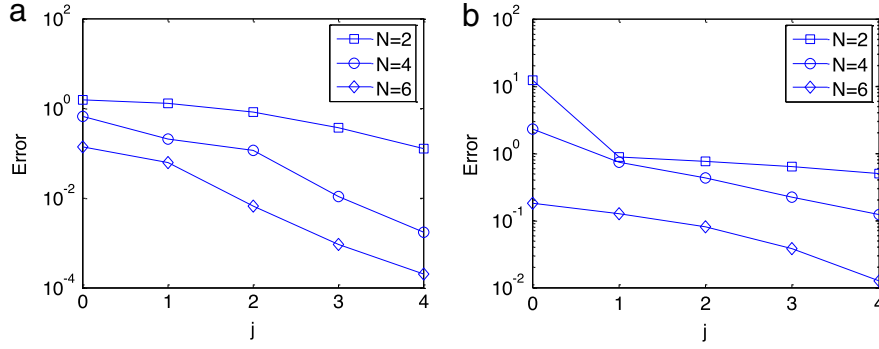 a
10^2
10^0
10^-2
10^-4
Error
0 1 2 3 4
j
N=2
N=4
N=6
b
10^2
10^1
10^0
10^-1
10^-2
Error
0 1 2 3 4
j
N=2
N=4
N=6